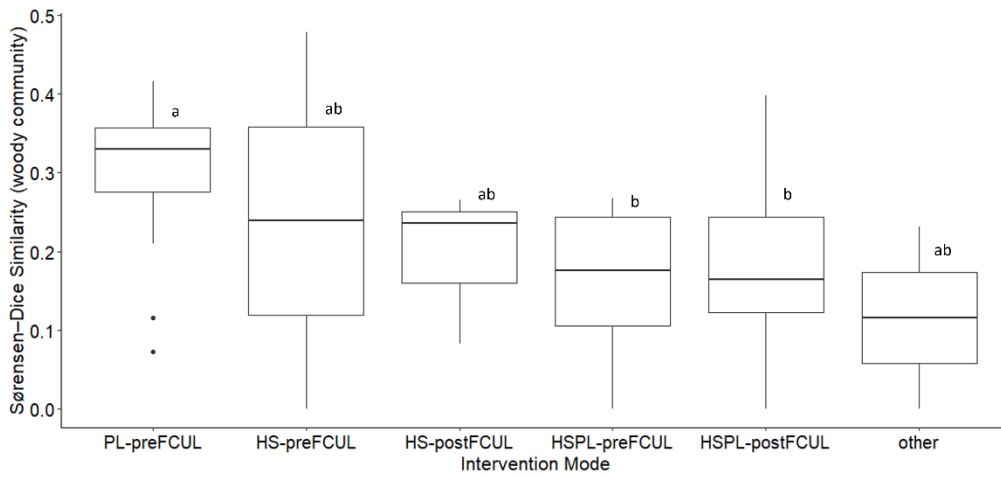 Sørensen–Dice Similarity (woody community)
0.5
0.4
0.3
0.2
0.1
0.0
a
ab
ab
b
b
ab
PL-preFCUL
HS-preFCUL
HS-postFCUL
HSPL-preFCUL
HSPL-postFCUL
other
Intervention Mode